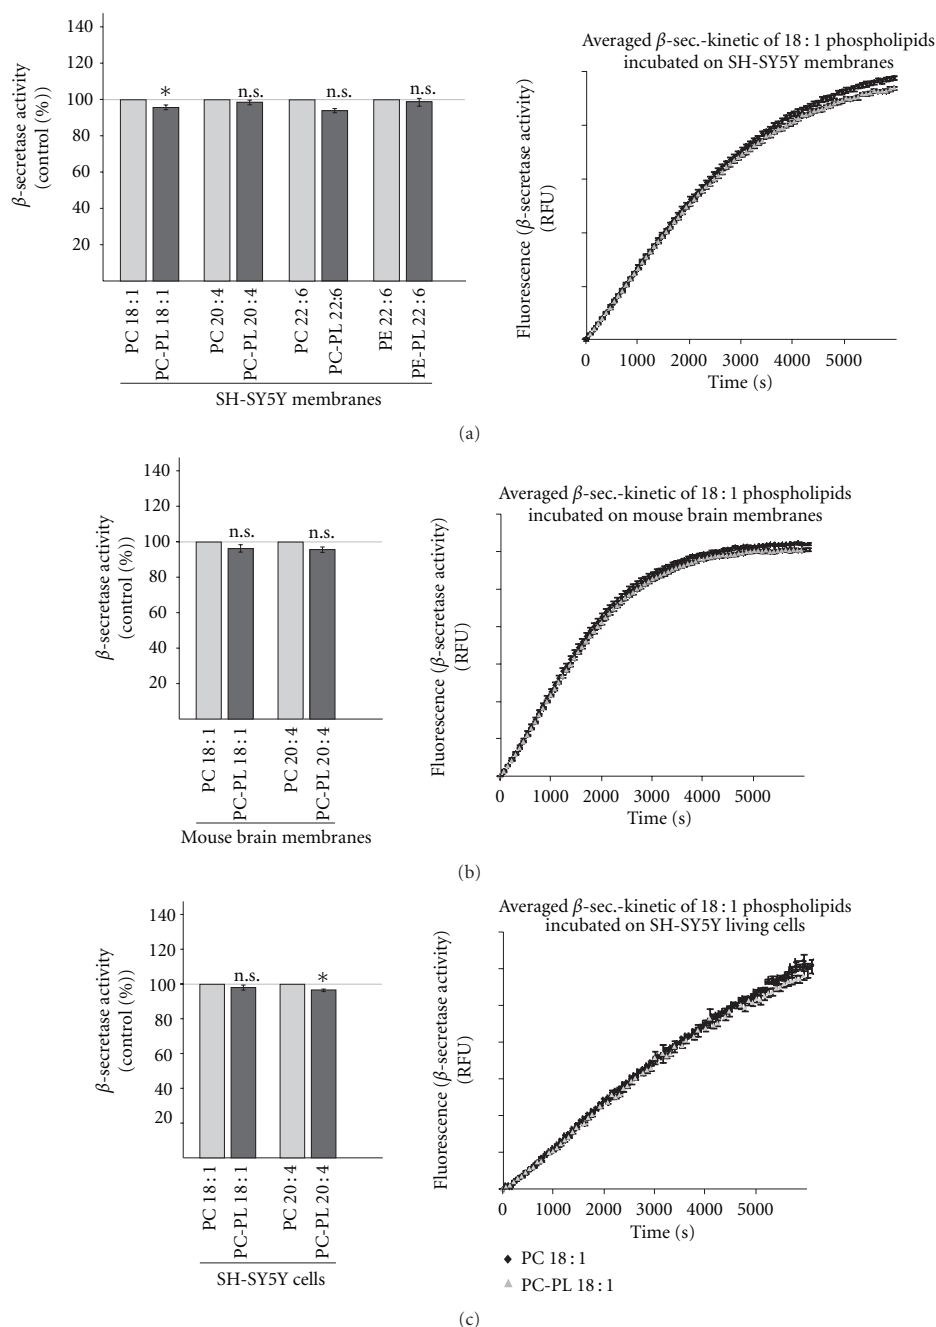 140
120
100
80
60
40
20
β-secretase activity
(control (%))
*
n.s.
n.s.
n.s.
PC 18 : 1
PC-PL 18 : 1
PC 20 : 4
PC-PL 20 : 4
PC 22 : 6
PC-PL 22:6
PE 22 : 6
PE-PL 22 : 6
SH-SY5Y membranes
Averaged β-sec.-kinetic of 18 : 1 phospholipids
incubated on SH-SY5Y membranes
Fluorescence (β-secretase activity)
(RFU)
0 1000 2000 3000 4000 5000
Time (s)
(a)
140
120
100
80
60
40
20
β-secretase activity
(control (%))
n.s.
n.s.
PC 18 : 1
PC-PL 18 : 1
PC 20 : 4
PC-PL 20 : 4
Mouse brain membranes
Averaged β-sec.-kinetic of 18 : 1 phospholipids
incubated on mouse brain membranes
Fluorescence (β-secretase activity)
(RFU)
0 1000 2000 3000 4000 5000
Time (s)
(b)
140
120
100
80
60
40
20
β-secretase activity
(control (%))
n.s.
*
PC 18 : 1
PC-PL 18 : 1
PC 20 : 4
PC-PL 20 : 4
SH-SY5Y cells
Averaged β-sec.-kinetic of 18 : 1 phospholipids
incubated on SH-SY5Y living cells
Fluorescence (β-secretase activity)
(RFU)
0 1000 2000 3000 4000 5000
Time (s)
PC 18 : 1
PC-PL 18 : 1
(c)